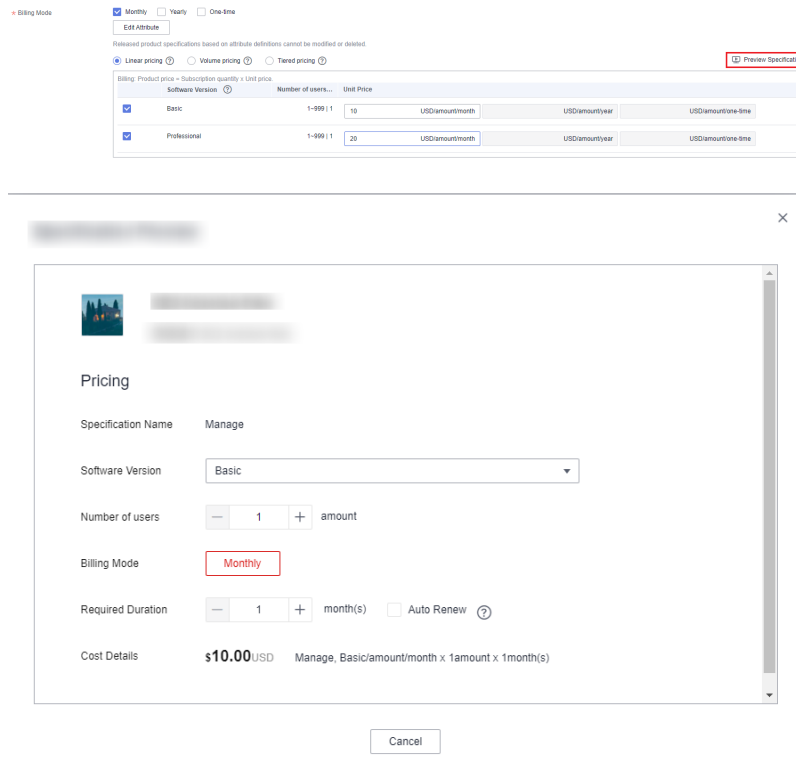 * Billing Mode Monthly Yearly One-time
Edit Attribute
Released product specifications based on attribute definitions cannot be modified or deleted.
Linear pricing ? Volume pricing ? Tiered pricing ? Preview Specificati
Billing: Product price = Subscription quantity x Unit price.
Software Version ? Number of users... Unit Price
Basic 1~999 | 1 10 USD/amount/month USD/amount/year USD/amount/one-time
Professional 1~999 | 1 20 USD/amount/month USD/amount/year USD/amount/one-time
Pricing
Specification Name Manage
Software Version Basic
Number of users — 1 + amount
Billing Mode Monthly
Required Duration — 1 + month(s) Auto Renew ?
Cost Details $10.00USD Manage, Basic/amount/month x 1amount x 1month(s)
Cancel